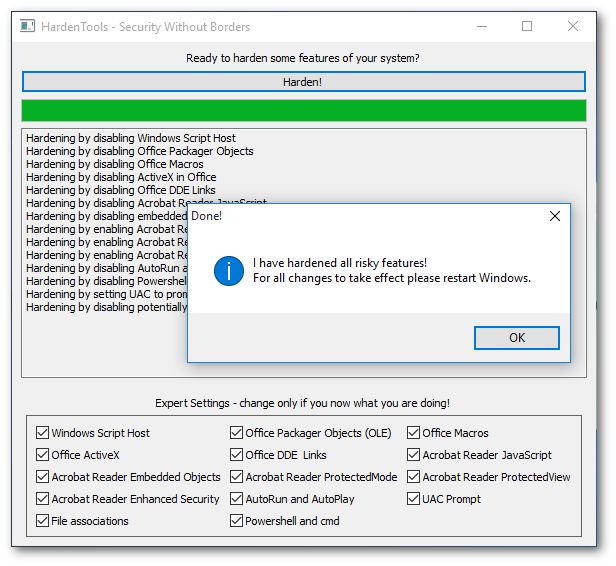 HardenTools - Security Without Borders
Ready to harden some features of your system?
Harden!
Hardening by disabling Windows Script Host
Hardening by disabling Office Packager Objects
Hardening by disabling Office Macros
Hardening by disabling ActiveX in Office
Hardening by disabling Office DDE Links
Hardening by disabling Acrobat Reader JavaScript
Hardening by disabling embedded
Hardening by enabling Acrobat Re
Hardening by enabling Acrobat Re
Hardening by enabling Acrobat Re
Hardening by disabling AutoRun a
Hardening by disabling Powershell
Hardening by setting UAC to prom
Hardening by disabling potentially
Done!
I have hardened all risky features!
For all changes to take effect please restart Windows.
OK
Expert Settings - change only if you now what you are doing!
Windows Script Host
Office Packager Objects (OLE)
Office Macros
Office ActiveX
Office DDE  Links
Acrobat Reader JavaScript
Acrobat Reader Embedded Objects
Acrobat Reader ProtectedMode
Acrobat Reader ProtectedView
Acrobat Reader Enhanced Security
AutoRun and AutoPlay
UAC Prompt
File associations
Powershell and cmd